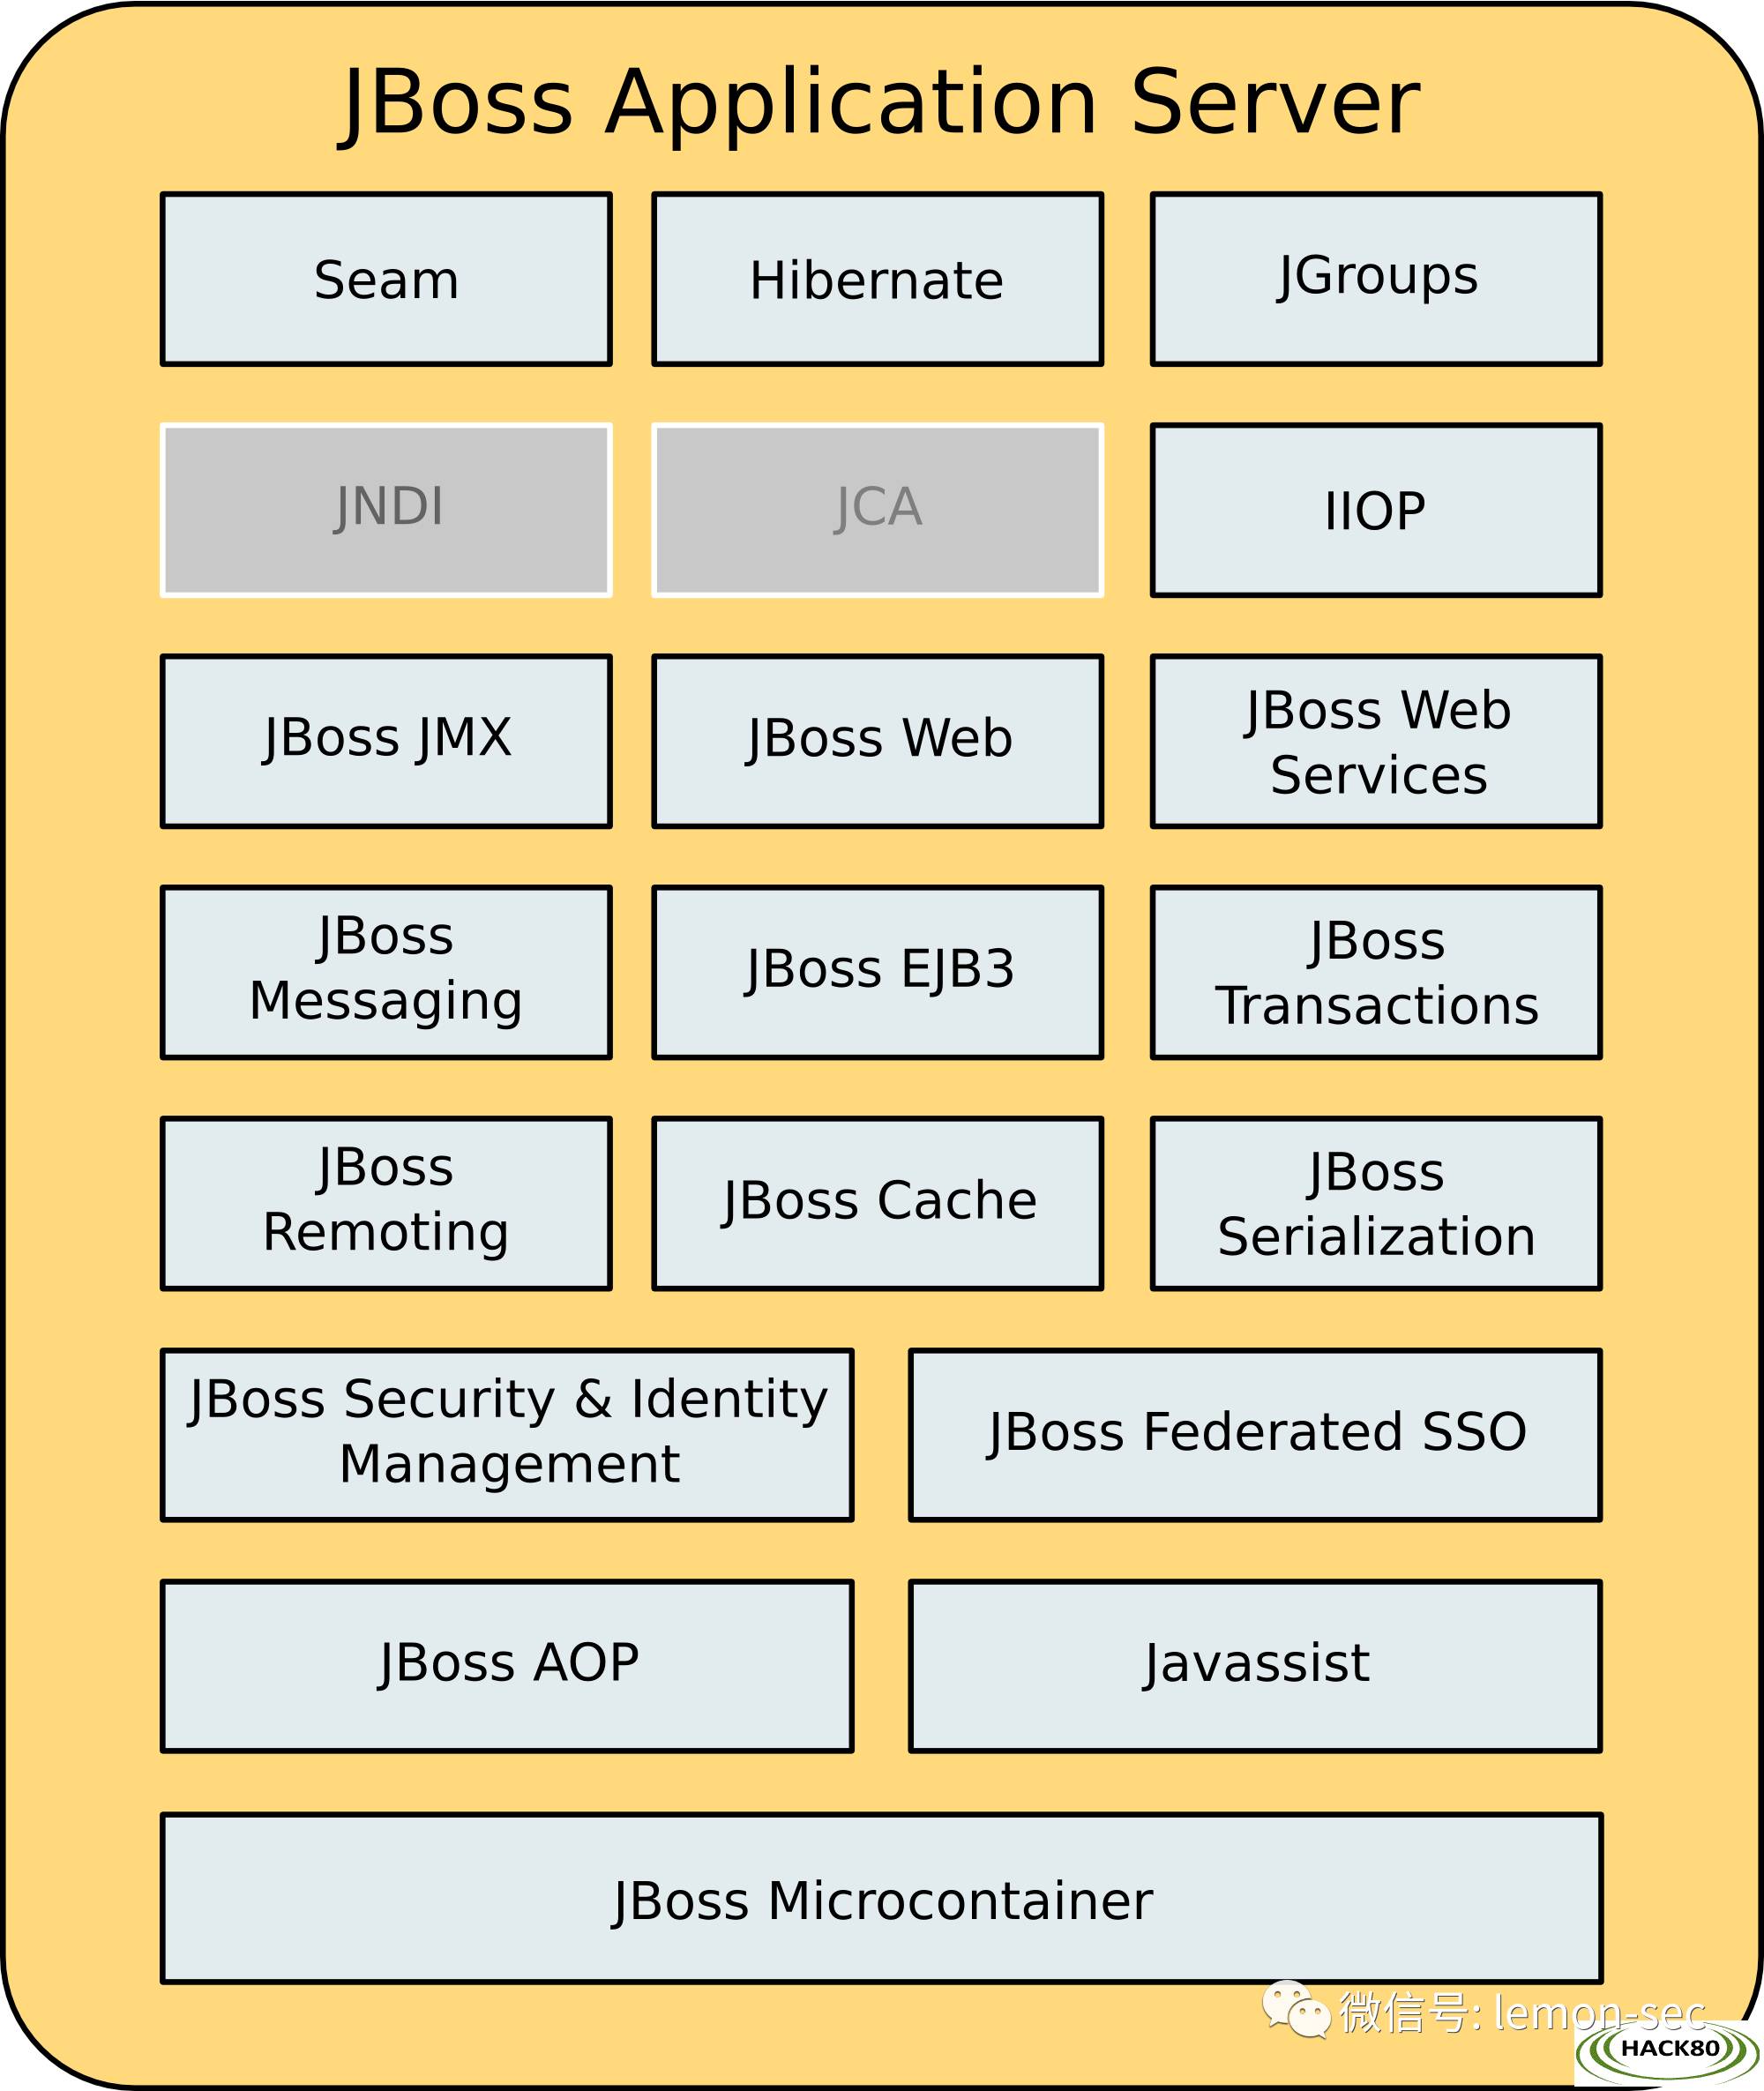 JBoss Application Server
Seam
Hibernate
JGroups
JNDI
JCA
IIOP
JBoss JMX
JBoss Web
JBoss Web
Services
JBoss
Messaging
JBoss EJB3
JBoss
Transactions
JBoss
Remoting
JBoss Cache
JBoss
Serialization
JBoss Security & Identity
Management
JBoss Federated SSO
JBoss AOP
Javassist
JBoss Microcontainer
微信号: lemon-sec
HACK80